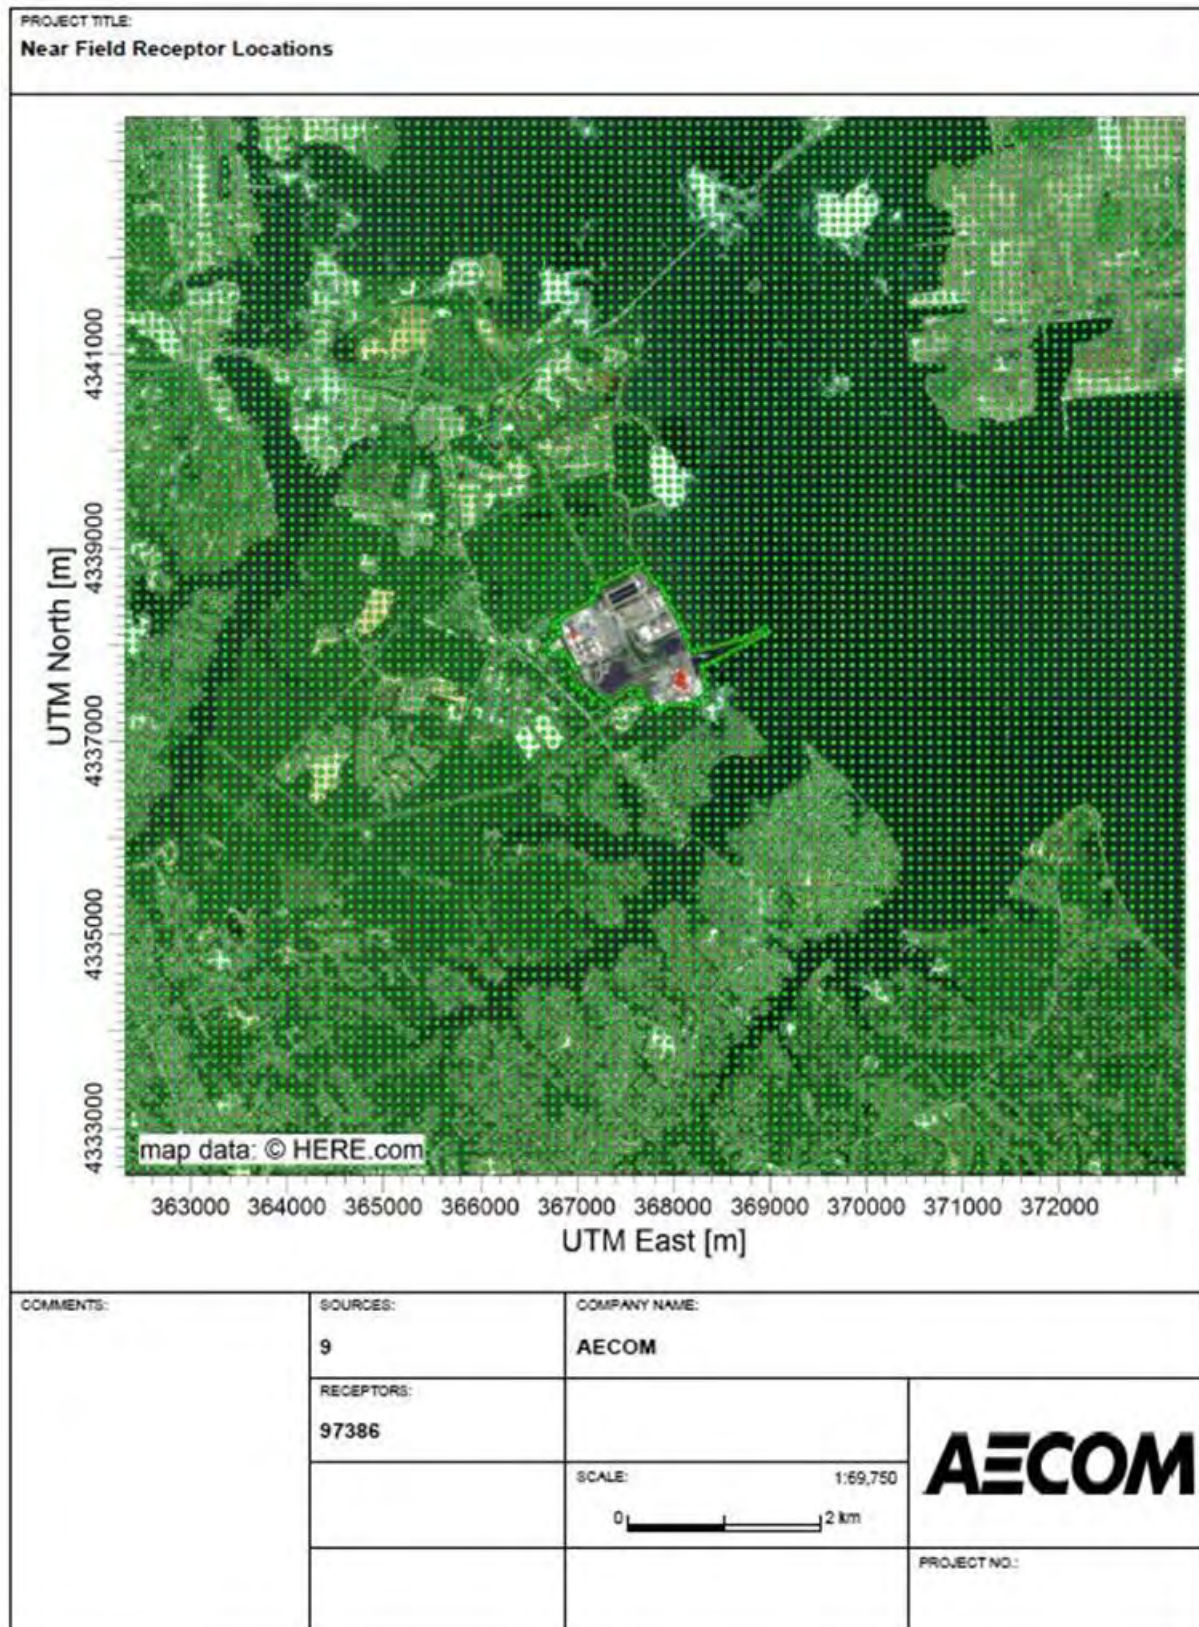 PROJECT TITLE:
Near Field Receptor Locations
4341000
4339000
4337000
4335000
4333000
UTM North [m]
map data: © HERE.com
363000 364000 365000 366000 367000 368000 369000 370000 371000 372000
UTM East [m]
COMMENTS:
SOURCES:
9
COMPANY NAME:
AECOM
RECEPTORS:
97386
SCALE: 1:69,750
0 2 km
AECOM
PROJECT NO.: